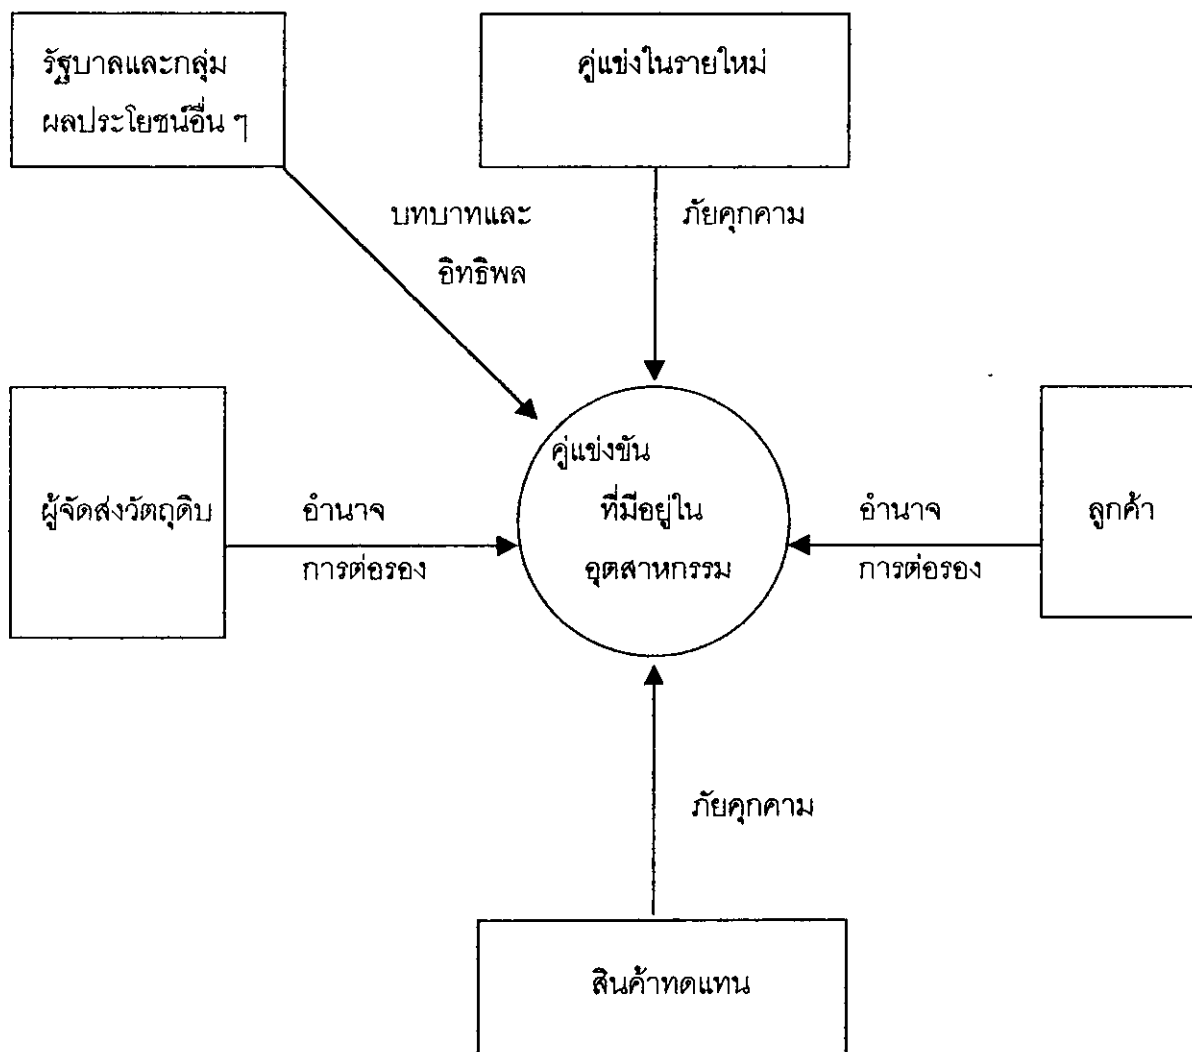 รัฐบาลและกลุ่ม
ผลประโยชน์อื่น ๆ
คู่แข่งในรายใหม่
บทบาทและ
อิทธิพล
ภัยคุกคาม
ผู้จัดส่งวัตถุดิบ
อำนาจ
การต่อรอง
คู่แข่งขัน
ที่มีอยู่ใน
อุตสาหกรรม
อำนาจ
การต่อรอง
ลูกค้า
ภัยคุกคาม
สินค้าทดแทน